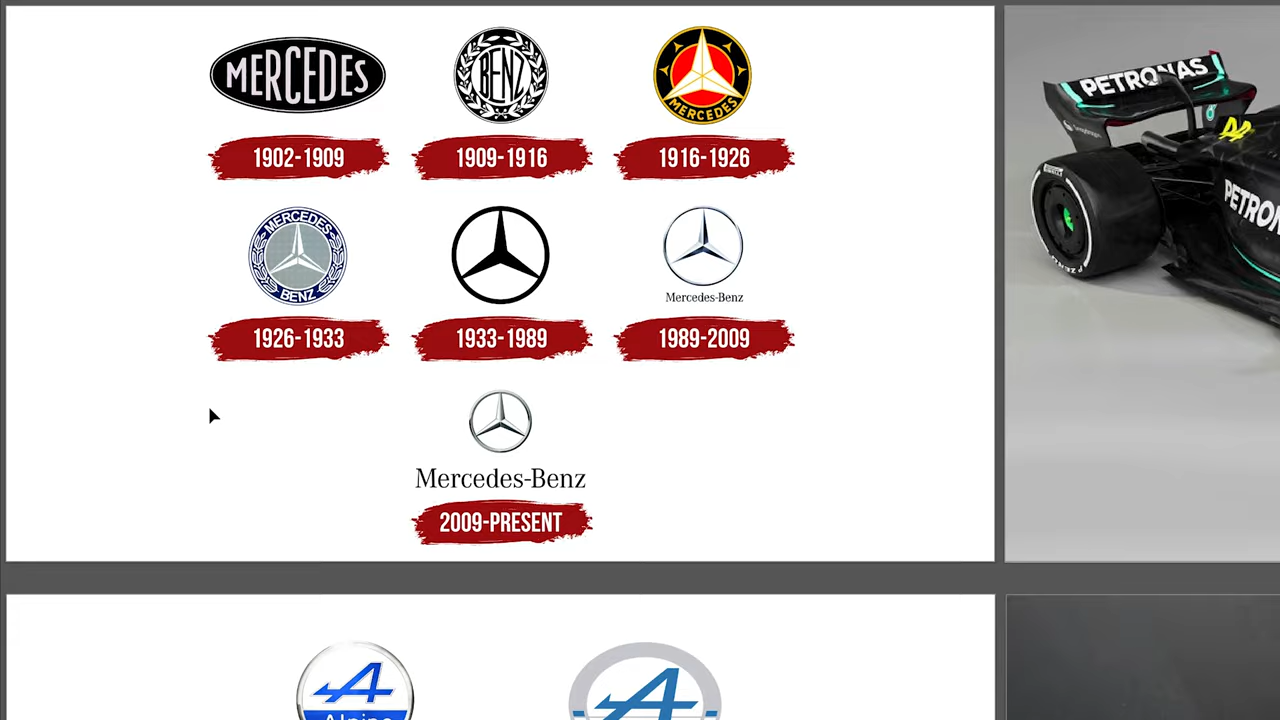 MERCEDES
BENZ
MERCEDES
1902-1909
1909-1916
1916-1926
MERCEDES
BENZ
Mercedes-Benz
1926-1933
1933-1989
1989-2009
Mercedes-Benz
2009-PRESENT
Alpine
PETRONAS
PETRON